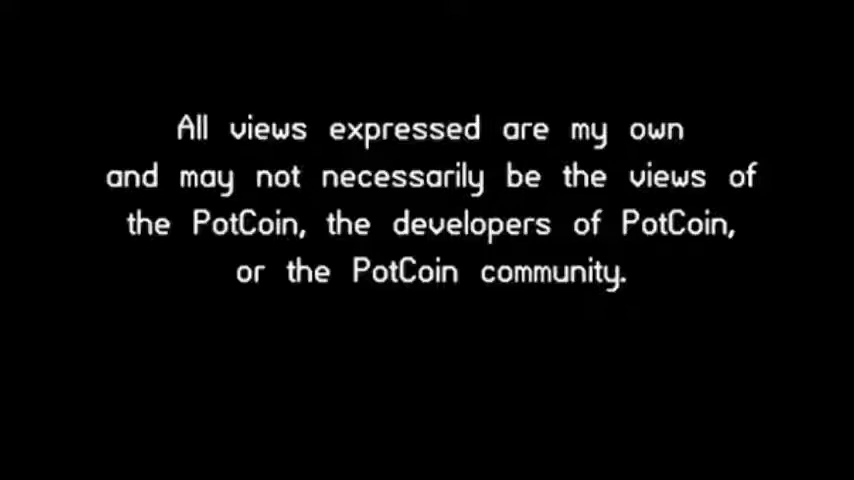 All views expressed are my own
and may not necessarily be the views of
the PotCoin, the developers of PotCoin,
or the PotCoin community.